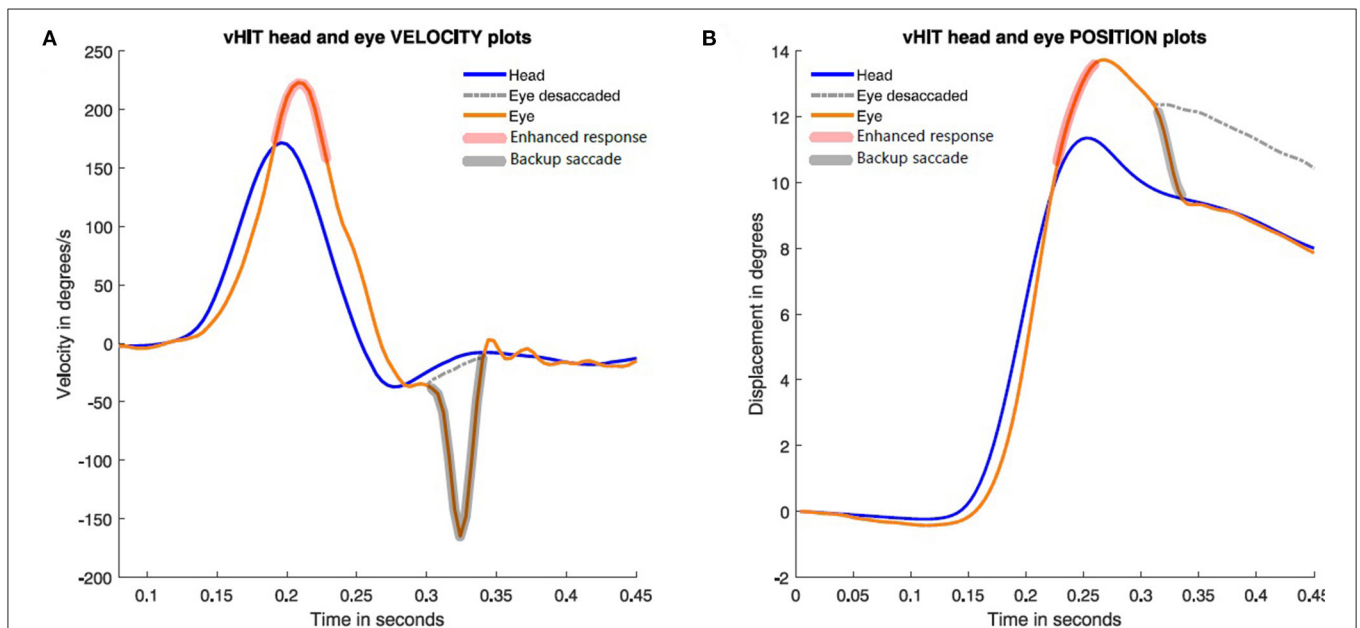 A
vHIT head and eye VELOCITY plots
250
200
150
100
50
0
-50
-100
-150
-200
Velocity in degrees/s
0.1
0.15
0.2
0.25
0.3
0.35
0.4
0.45
Time in seconds
Head
Eye desaccaded
Eye
Enhanced response
Backup saccade
B
vHIT head and eye POSITION plots
14
12
10
8
6
4
2
0
-2
Displacement in degrees
0
0.05
0.1
0.15
0.2
0.25
0.3
0.35
0.4
0.45
Time in seconds
Head
Eye desaccaded
Eye
Enhanced response
Backup saccade